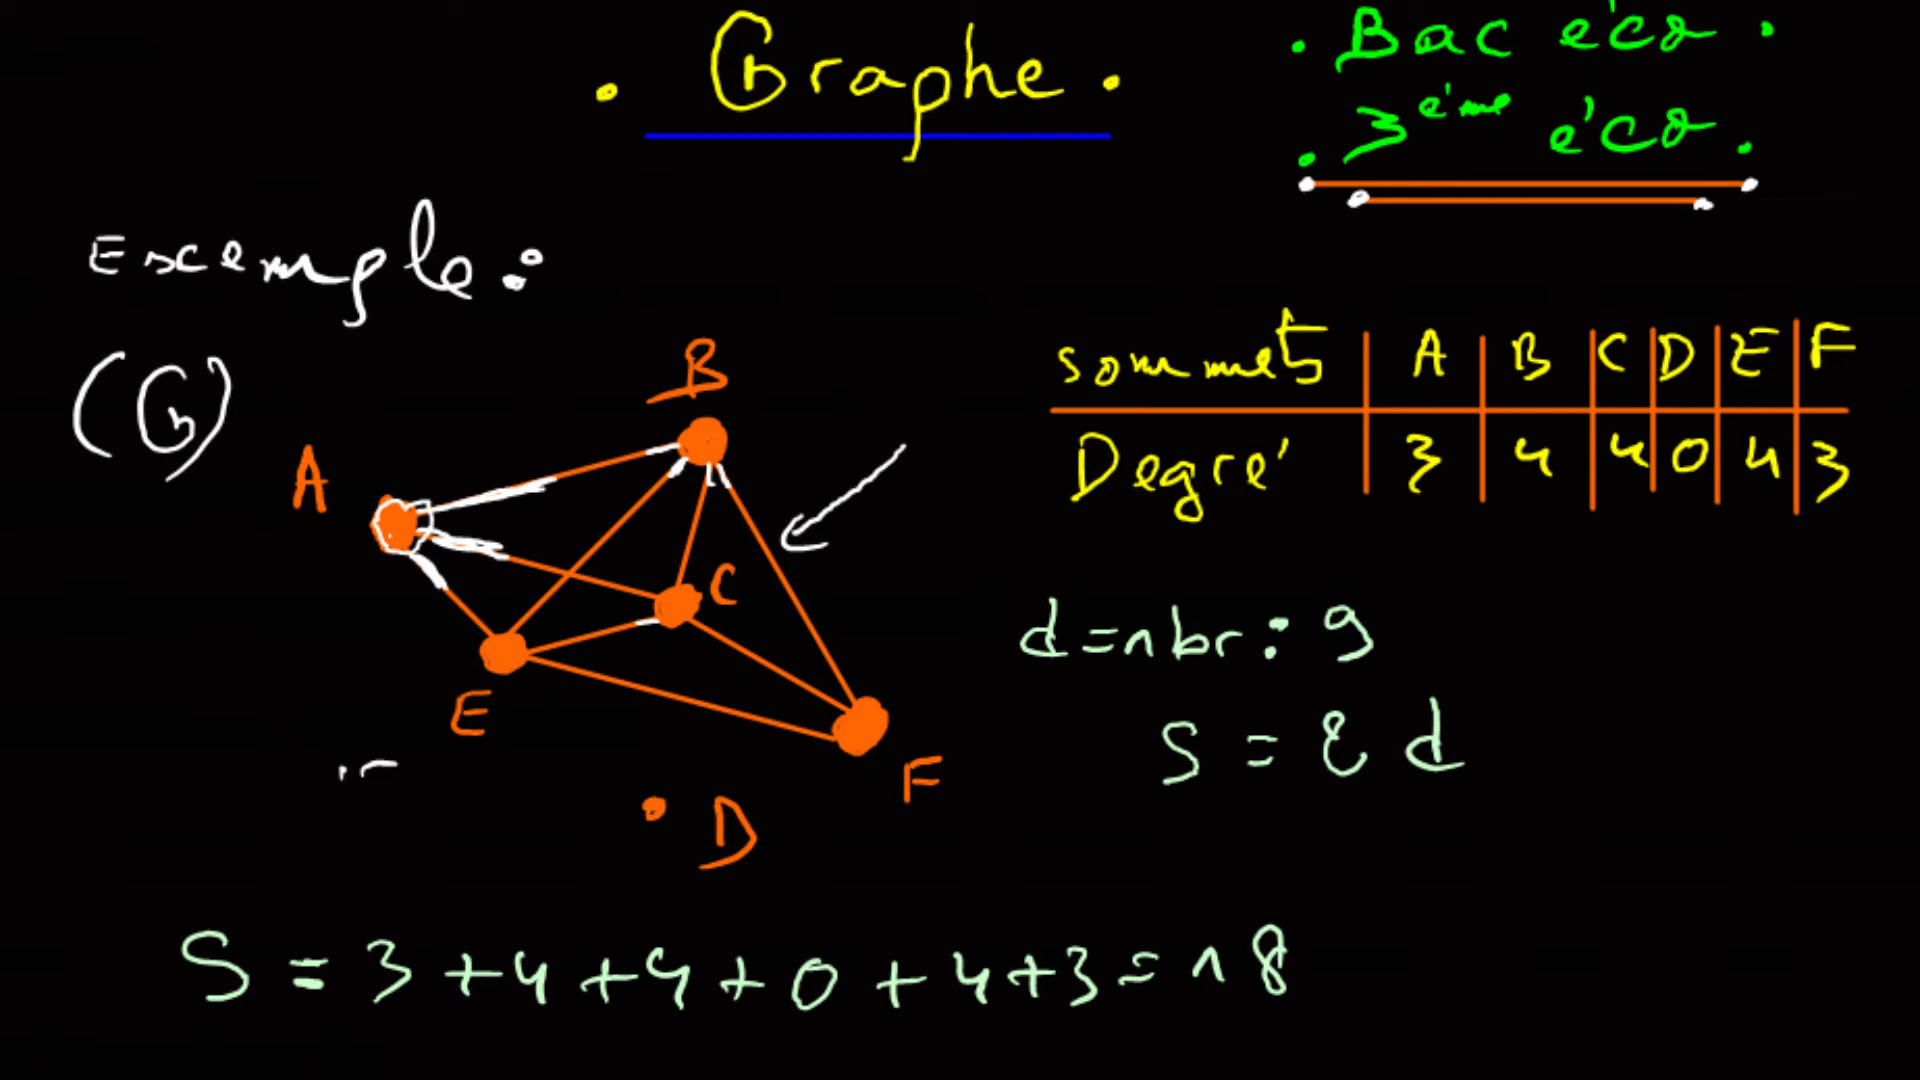 . Graphe .
. Bac éco .
. 3ème éco .
Exemple :
(G)
sommets A B C D E F
Degré 3 4 4 0 4 3
B
A
C
E
F
D
d = nbr : 9
S = 2 d
S = 3 + 4 + 4 + 0 + 4 + 3 = 18